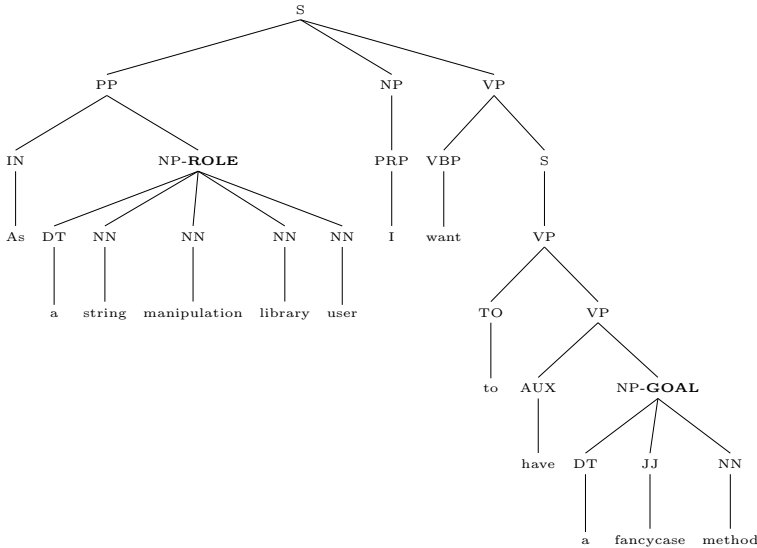 S
PP NP VP
IN NP-ROLE PRP VBP S
As DT NN NN NN NN I want VP
a string manipulation library user TO VP
to AUX NP-GOAL
have DT JJ NN
a fancycase method